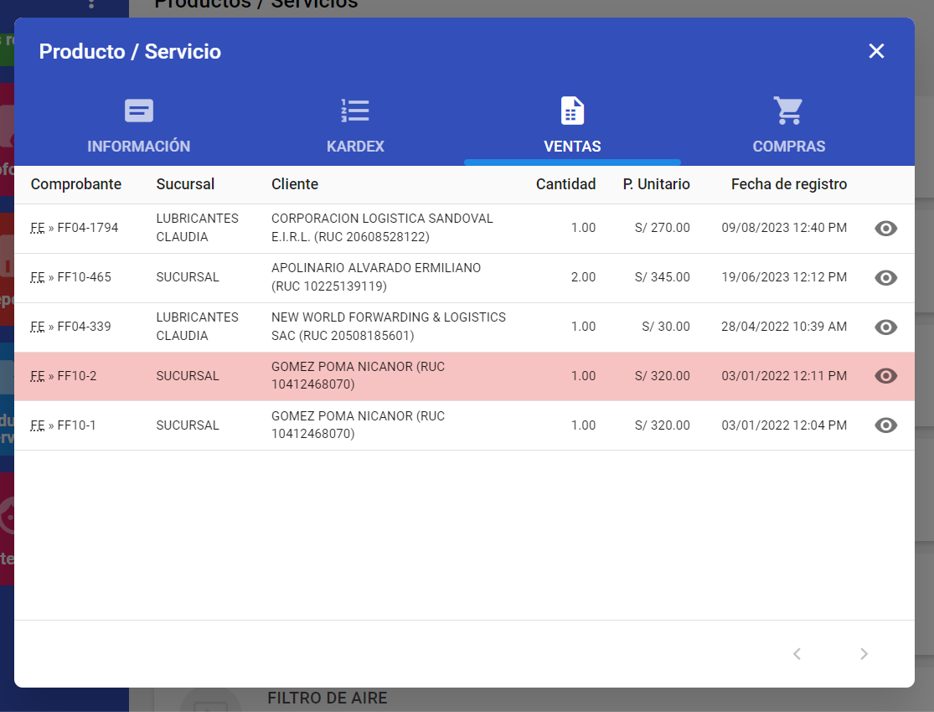 Productos / Servicios
Producto / Servicio
INFORMACIÓN
KARDEX
VENTAS
COMPRAS
Comprobante Sucursal Cliente Cantidad P. Unitario Fecha de registro
FE » FF04-1794 LUBRICANTES CLAUDIA CORPORACION LOGISTICA SANDOVAL E.I.R.L. (RUC 20608528122) 1.00 S/ 270.00 09/08/2023 12:40 PM
FE » FF10-465 SUCURSAL APOLINARIO ALVARADO ERMILIANO (RUC 10225139119) 2.00 S/ 345.00 19/06/2023 12:12 PM
FE » FF04-339 LUBRICANTES CLAUDIA NEW WORLD FORWARDING & LOGISTICS SAC (RUC 20508185601) 1.00 S/ 30.00 28/04/2022 10:39 AM
FE » FF10-2 SUCURSAL GOMEZ POMA NICANOR (RUC 10412468070) 1.00 S/ 320.00 03/01/2022 12:11 PM
FE » FF10-1 SUCURSAL GOMEZ POMA NICANOR (RUC 10412468070) 1.00 S/ 320.00 03/01/2022 12:04 PM
FILTRO DE AIRE